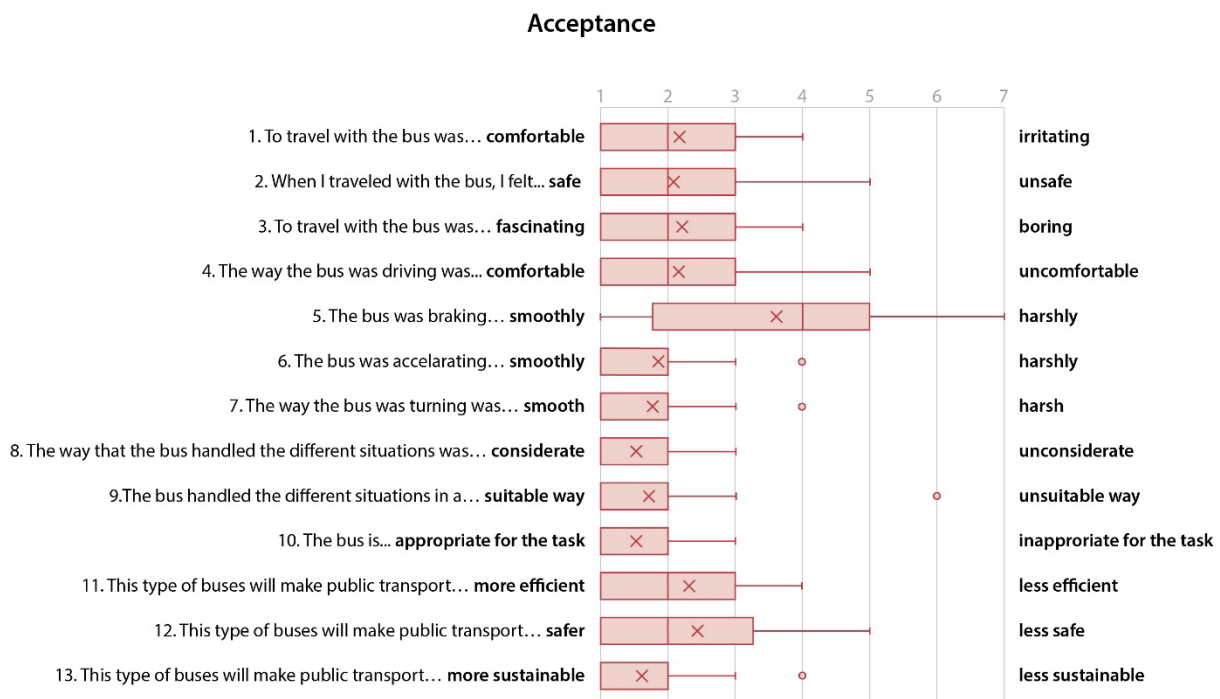 Acceptance
1 2 3 4 5 6 7
1. To travel with the bus was… comfortable irritating
2. When I traveled with the bus, I felt... safe unsafe
3. To travel with the bus was… fascinating boring
4. The way the bus was driving was... comfortable uncomfortable
5. The bus was braking… smoothly harshly
6. The bus was accelarating… smoothly harshly
7. The way the bus was turning was… smooth harsh
8. The way that the bus handled the different situations was… considerate unconsiderate
9.The bus handled the different situations in a… suitable way unsuitable way
10. The bus is... appropriate for the task inapproriate for the task
11. This type of buses will make public transport… more efficient less efficient
12. This type of buses will make public transport… safer less safe
13. This type of buses will make public transport… more sustainable less sustainable